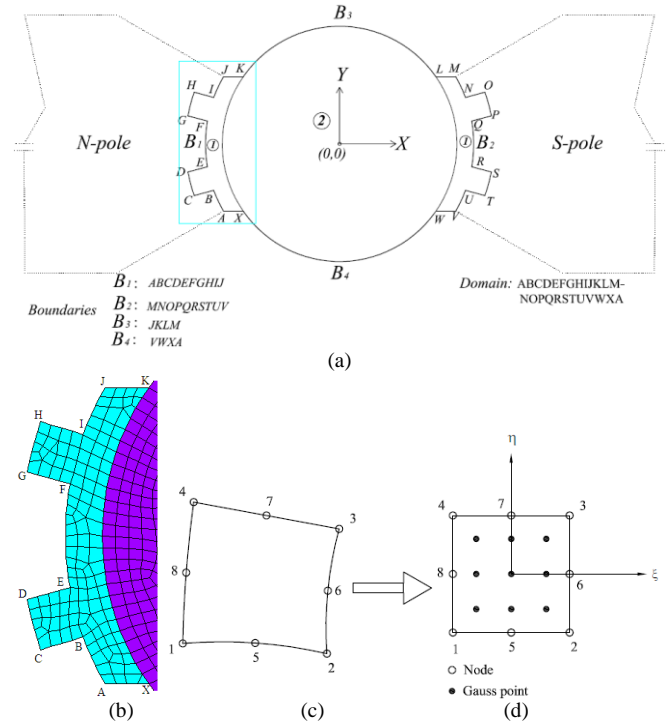 B3
J K
L M
H I
N O
Y
G F
P
Q
N-pole
B1 ①
②
X
① B2
S-pole
(0,0)
E
R
D
S
C B
U T
A X
W V
B4
B1: ABCDEFGHIJ
Domain: ABCDEFGHIJKLM-
NOPQRSTUVWXA
Boundaries
B2: MNOPQRSTUV
B3: JKLM
B4: VWXA
(a)
J K
H
I
G
F
E
D
B
C
A X
(b)
4 7 3
8 6
1 5 2
(c)
η
4 7 3
8 ξ
6
1 5 2
Node
Gauss point
(d)